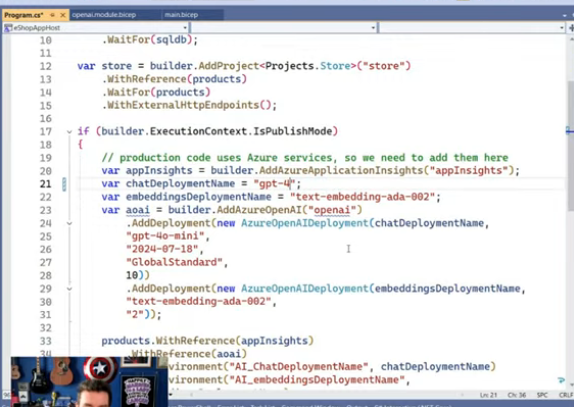 Program.cs* openai.module.bicep main.bicep
eShopAppHost
10 .WaitFor(sqldb);
11
12 var store = builder.AddProject<Projects.Store>("store")
13 .WithReference(products)
14 .WaitFor(products)
15 .WithExternalHttpEndpoints();
16
17 if (builder.ExecutionContext.IsPublishMode)
18 {
19 // production code uses Azure services, so we need to add them here
20 var appInsights = builder.AddAzureApplicationInsights("appInsights");
21 var chatDeploymentName = "gpt-4";
22 var embeddingsDeploymentName = "text-embedding-ada-002";
23 var aoai = builder.AddAzureOpenAI("openai")
24 .AddDeployment(new AzureOpenAIDeployment(chatDeploymentName,
25 "gpt-4o-mini",
26 "2024-07-18",
27 "GlobalStandard",
28 10))
29 .AddDeployment(new AzureOpenAIDeployment(embeddingsDeploymentName,
30 "text-embedding-ada-002",
31 "2"));
32
33 products.WithReference(appInsights)
34 .WithReference(aoai)
nvironment("AI_ChatDeploymentName", chatDeploymentName)
nvironment("AI_embeddingsDeploymentName",
Ln: 21 Ch: 36 SPC CRLF